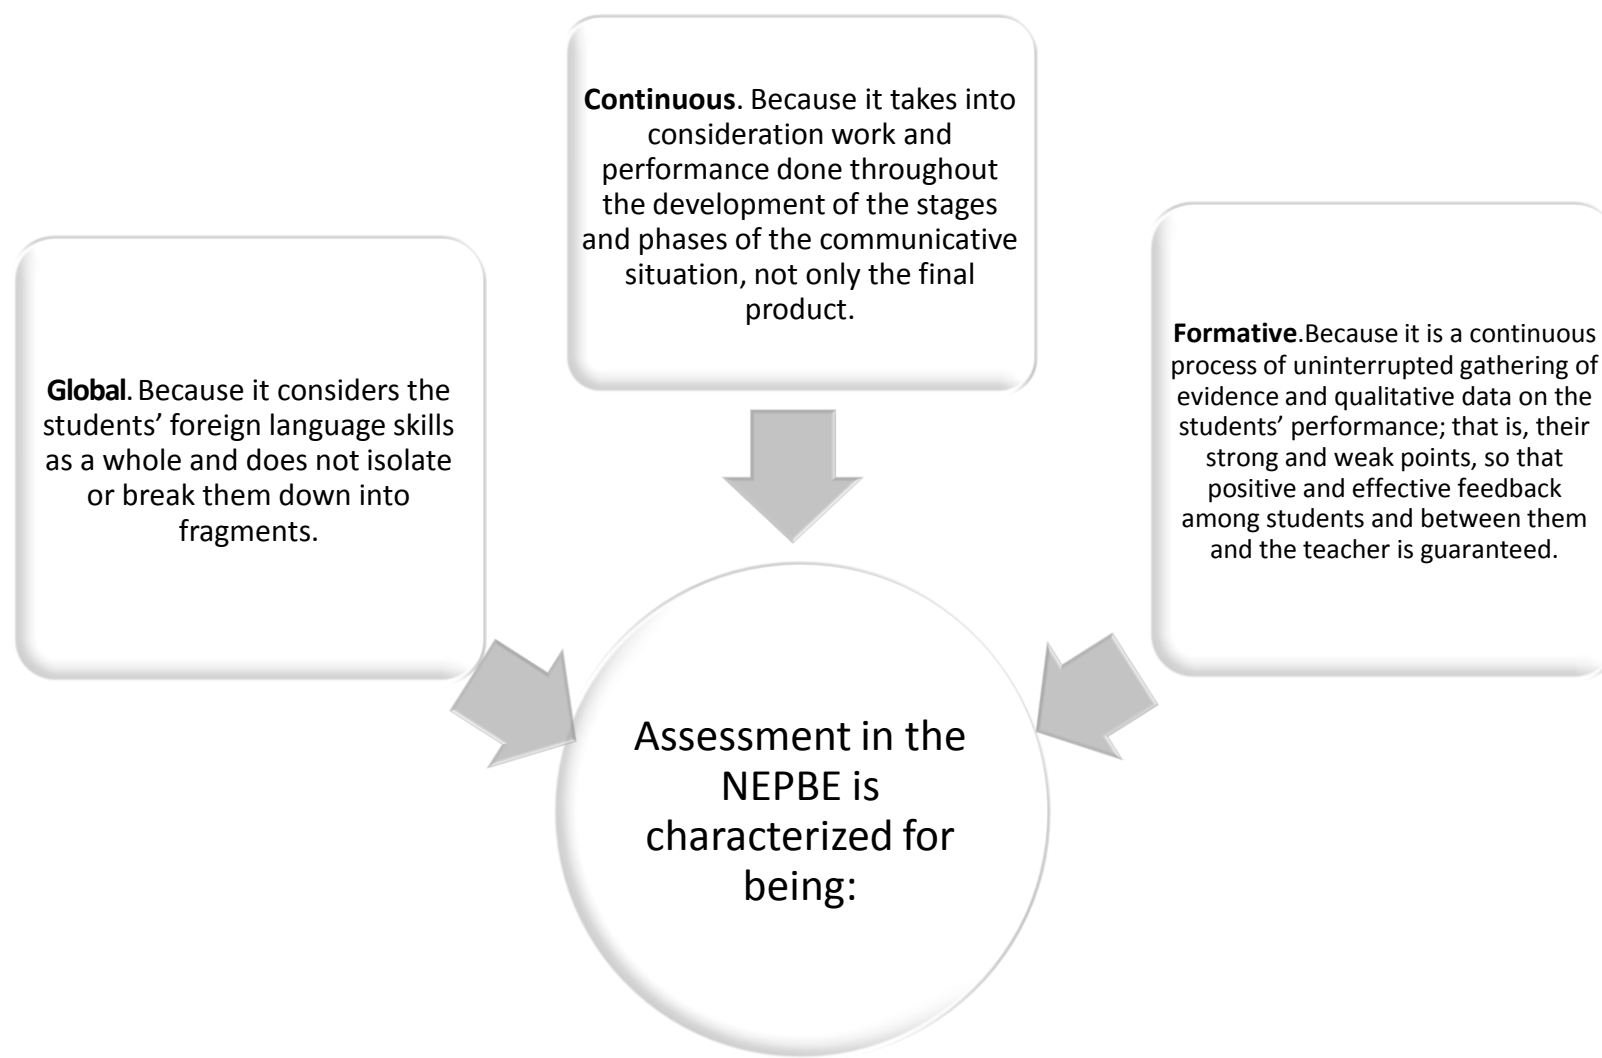 Continuous. Because it takes into
consideration work and
performance done throughout
the development of the stages
and phases of the communicative
situation, not only the final
product.
Global. Because it considers the
students’ foreign language skills
as a whole and does not isolate
or break them down into
fragments.
Formative.Because it is a continuous
process of uninterrupted gathering of
evidence and qualitative data on the
students’ performance; that is, their
strong and weak points, so that
positive and effective feedback
among students and between them
and the teacher is guaranteed.
Assessment in the
NEPBE is
characterized for
being: